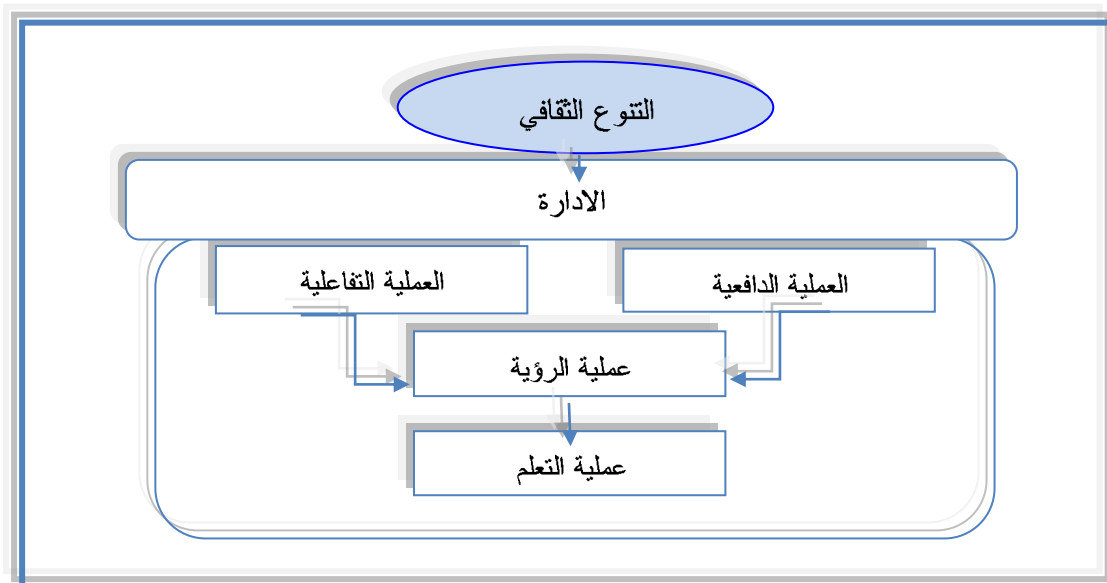 التنوع الثقافي
الادارة
العملية الدافعية
العملية التفاعلية
عملية الرؤية
عملية التعلم